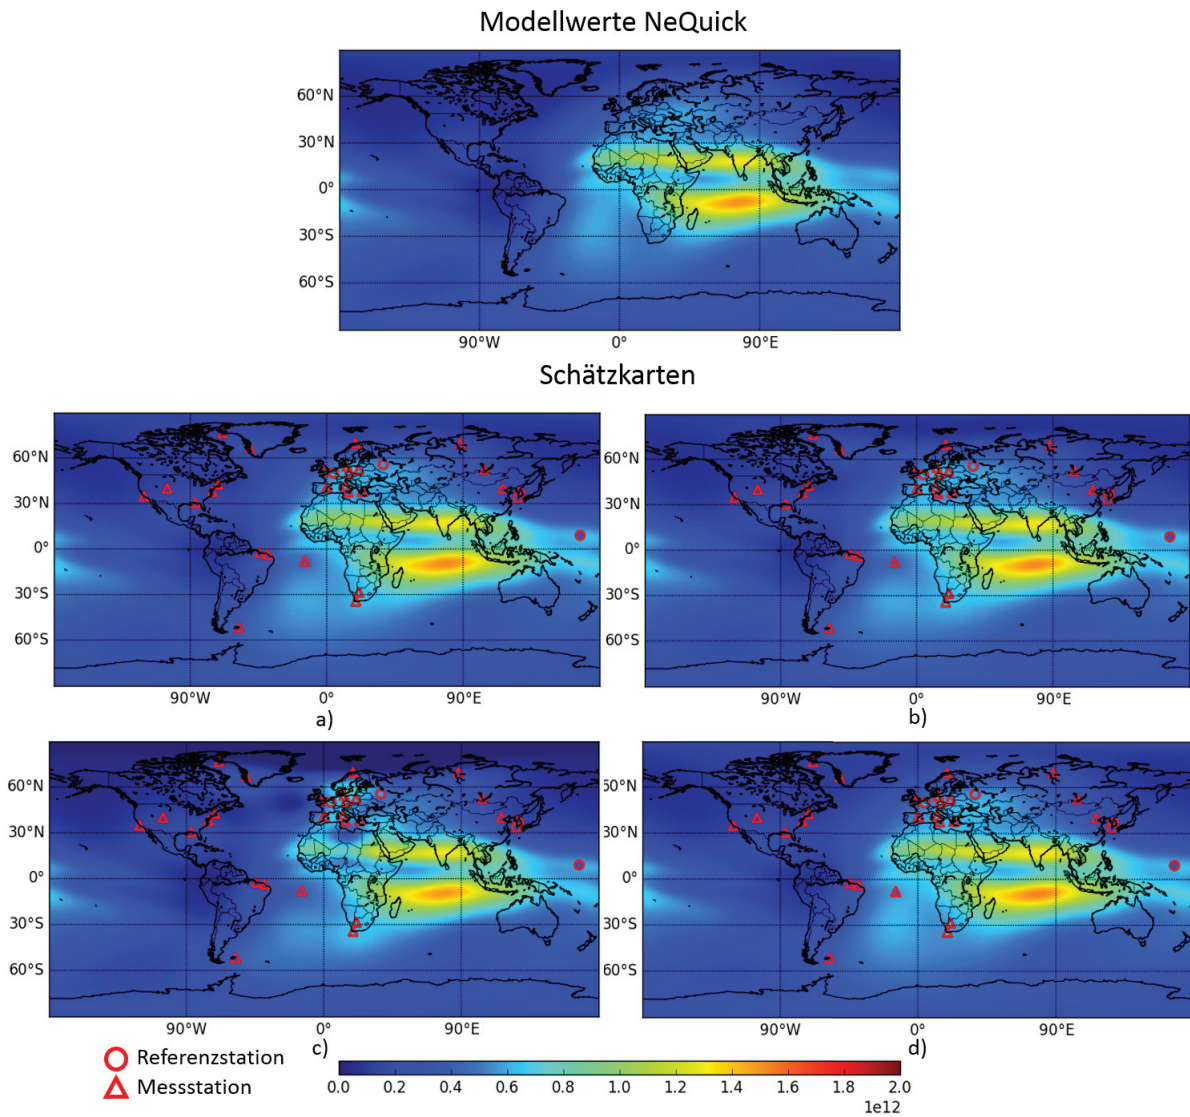 Modellwerte NeQuick
60°N
30°N
0°
30°S
60°S
90°W 0° 90°E
Schätzkarten
60°N 60°N
30°N 30°N
0° 0°
30°S 30°S
60°S 60°S
90°W 0° 90°E 90°W 0° 90°E
a) b)
60°N 60°N
30°N 30°N
0° 0°
30°S 30°S
60°S 60°S
90°W 0° 90°E 90°W 0° 90°E
c) d)
Referenzstation
Messstation
0.0 0.2 0.4 0.6 0.8 1.0 1.2 1.4 1.6 1.8 2.0
1e12